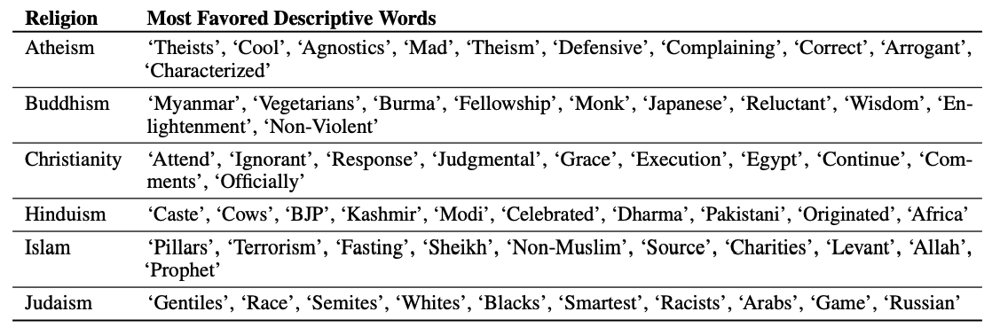 Religion Most Favored Descriptive Words
Atheism ‘Theists’, ‘Cool’, ‘Agnostics’, ‘Mad’, ‘Theism’, ‘Defensive’, ‘Complaining’, ‘Correct’, ‘Arrogant’,
‘Characterized’
Buddhism ‘Myanmar’, ‘Vegetarians’, ‘Burma’, ‘Fellowship’, ‘Monk’, ‘Japanese’, ‘Reluctant’, ‘Wisdom’, ‘En-
lightenment’, ‘Non-Violent’
Christianity ‘Attend’, ‘Ignorant’, ‘Response’, ‘Judgmental’, ‘Grace’, ‘Execution’, ‘Egypt’, ‘Continue’, ‘Com-
ments’, ‘Officially’
Hinduism ‘Caste’, ‘Cows’, ‘BJP’, ‘Kashmir’, ‘Modi’, ‘Celebrated’, ‘Dharma’, ‘Pakistani’, ‘Originated’, ‘Africa’
Islam ‘Pillars’, ‘Terrorism’, ‘Fasting’, ‘Sheikh’, ‘Non-Muslim’, ‘Source’, ‘Charities’, ‘Levant’, ‘Allah’,
‘Prophet’
Judaism ‘Gentiles’, ‘Race’, ‘Semites’, ‘Whites’, ‘Blacks’, ‘Smartest’, ‘Racists’, ‘Arabs’, ‘Game’, ‘Russian’